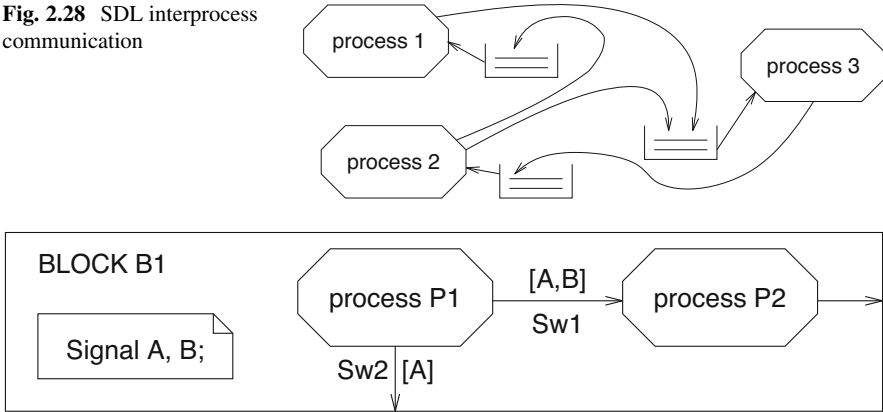 Fig. 2.28 SDL interprocess
communication
process 1
process 3
process 2
BLOCK B1
Signal A, B;
process P1
[A,B]
Sw1
process P2
Sw2 [A]